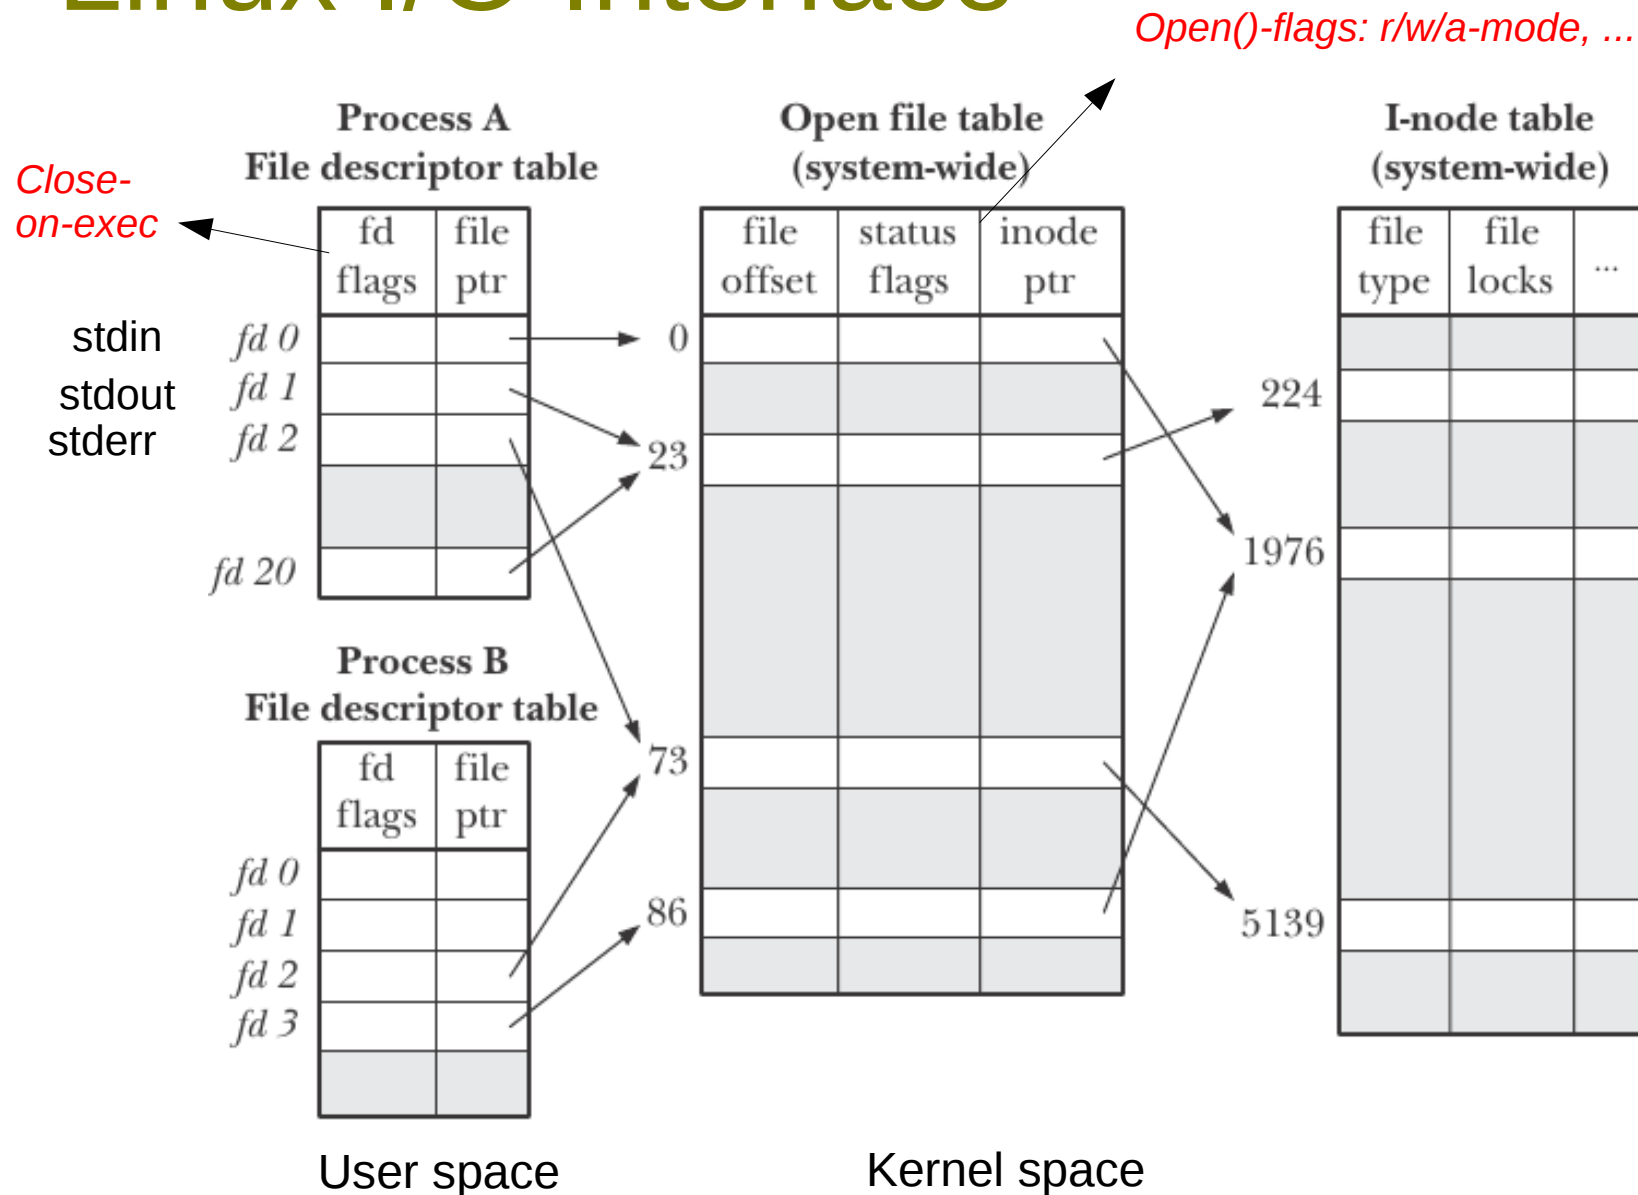 Linux I/O Interface
Open()-flags: r/w/a-mode, ...
Process A
File descriptor table
Open file table
(system-wide)
I-node table
(system-wide)
Close-
on-exec
fd
flags
file
ptr
file
offset
status
flags
inode
ptr
file
type
file
locks
...
stdin
fd 0
stdout
fd 1
stderr
fd 2
fd 20
0
23
73
86
224
1976
5139
Process B
File descriptor table
fd
flags
file
ptr
fd 0
fd 1
fd 2
fd 3
User space
Kernel space